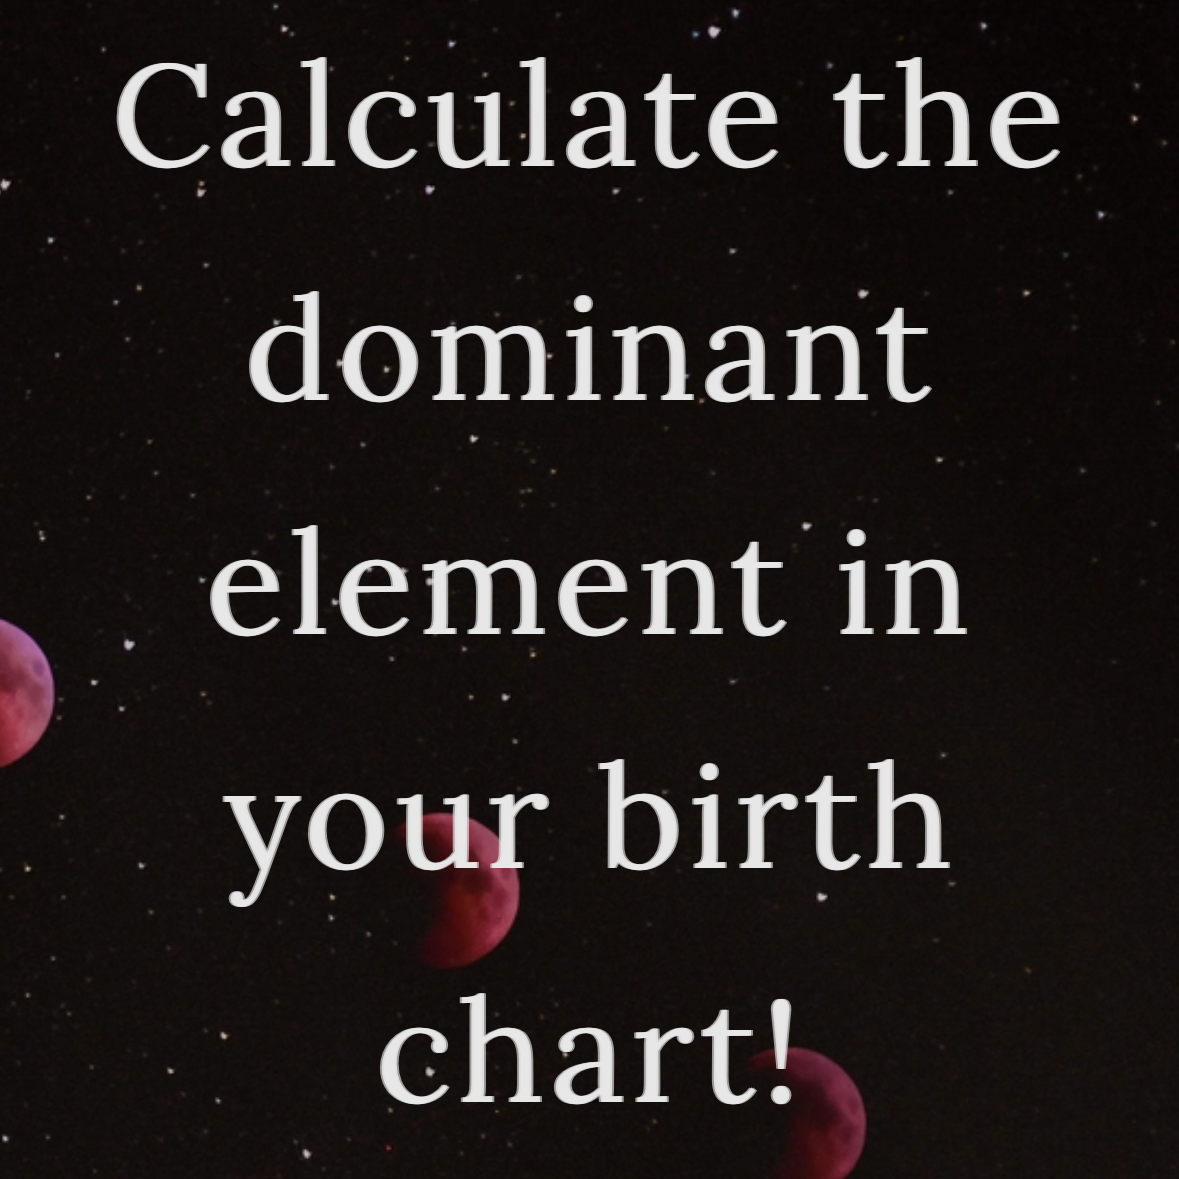 Calculate the
dominant
element in
your birth
chart!